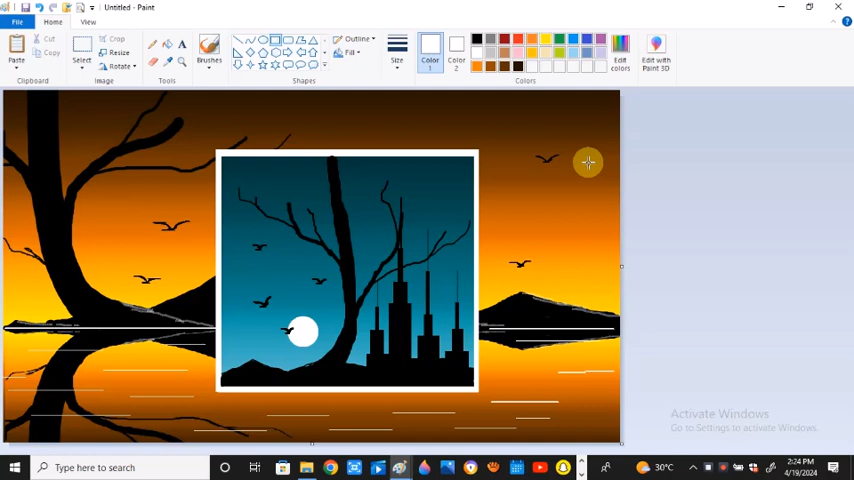 Untitled - Paint
File
Home
View
Paste
Cut
Copy
Clipboard
Select
Crop
Resize
Rotate
Image
A
Tools
Brushes
Outline
Fill
Shapes
Size
Color
1
Color
2
Edit
colors
Colors
Edit with
Paint 3D
Activate Windows
Go to Settings to activate Windows.
Type here to search
30°C
2:24 PM
4/19/2024